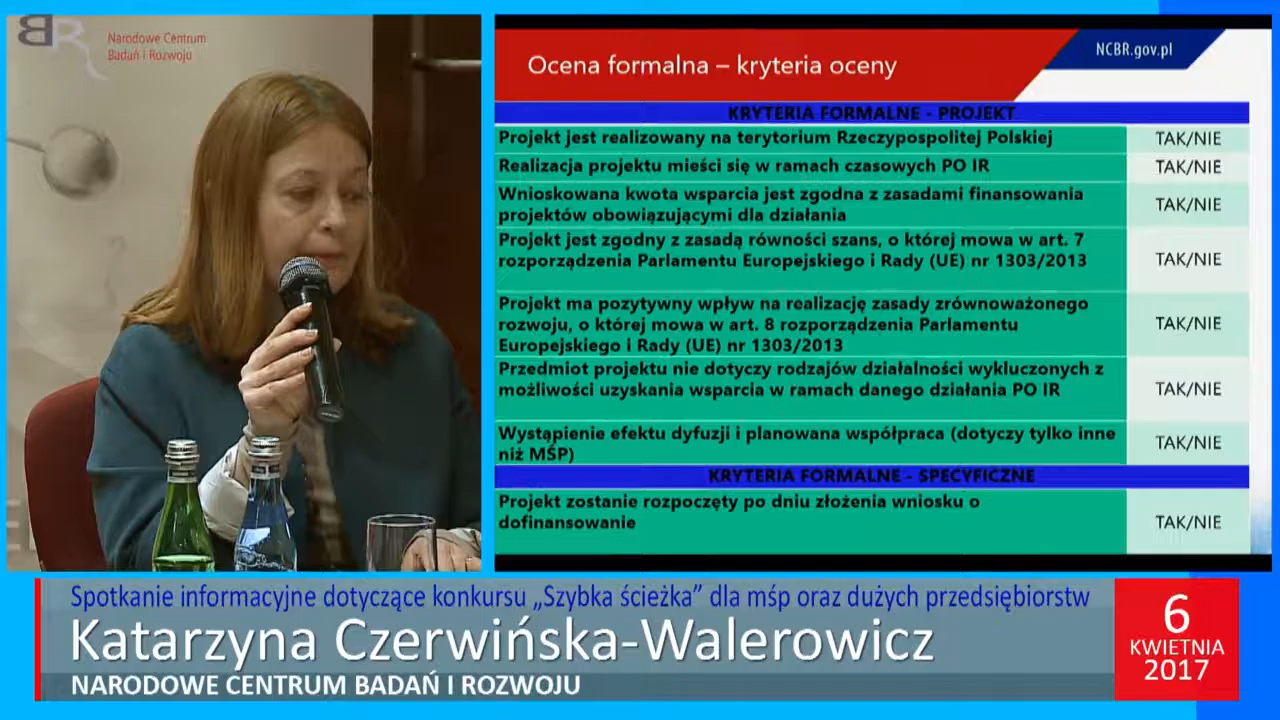 BR
Narodowe Centrum
Badań i Rozwoju
Ocena formalna – kryteria oceny
NCBR.gov.pl
KRYTERIA FORMALNE - PROJEKT
Projekt jest realizowany na terytorium Rzeczypospolitej Polskiej
TAK/NIE
Realizacja projektu mieści się w ramach czasowych PO IR
TAK/NIE
Wnioskowana kwota wsparcia jest zgodna z zasadami finansowania
projektów obowiązującymi dla działania
TAK/NIE
Projekt jest zgodny z zasadą równości szans, o której mowa w art. 7
rozporządzenia Parlamentu Europejskiego i Rady (UE) nr 1303/2013
TAK/NIE
Projekt ma pozytywny wpływ na realizację zasady zrównoważonego
rozwoju, o której mowa w art. 8 rozporządzenia Parlamentu
Europejskiego i Rady (UE) nr 1303/2013
TAK/NIE
Przedmiot projektu nie dotyczy rodzajów działalności wykluczonych z
możliwości uzyskania wsparcia w ramach danego działania PO IR
TAK/NIE
Wystąpienie efektu dyfuzji i planowana współpraca (dotyczy tylko inne
niż MŚP)
TAK/NIE
KRYTERIA FORMALNE - SPECYFICZNE
Projekt zostanie rozpoczęty po dniu złożenia wniosku o
dofinansowanie
TAK/NIE
Spotkanie informacyjne dotyczące konkursu „Szybka ścieżka” dla mśp oraz dużych przedsiębiorstw
Katarzyna Czerwińska-Walerowicz
NARODOWE CENTRUM BADAŃ I ROZWOJU
6
KWIETNIA
2017